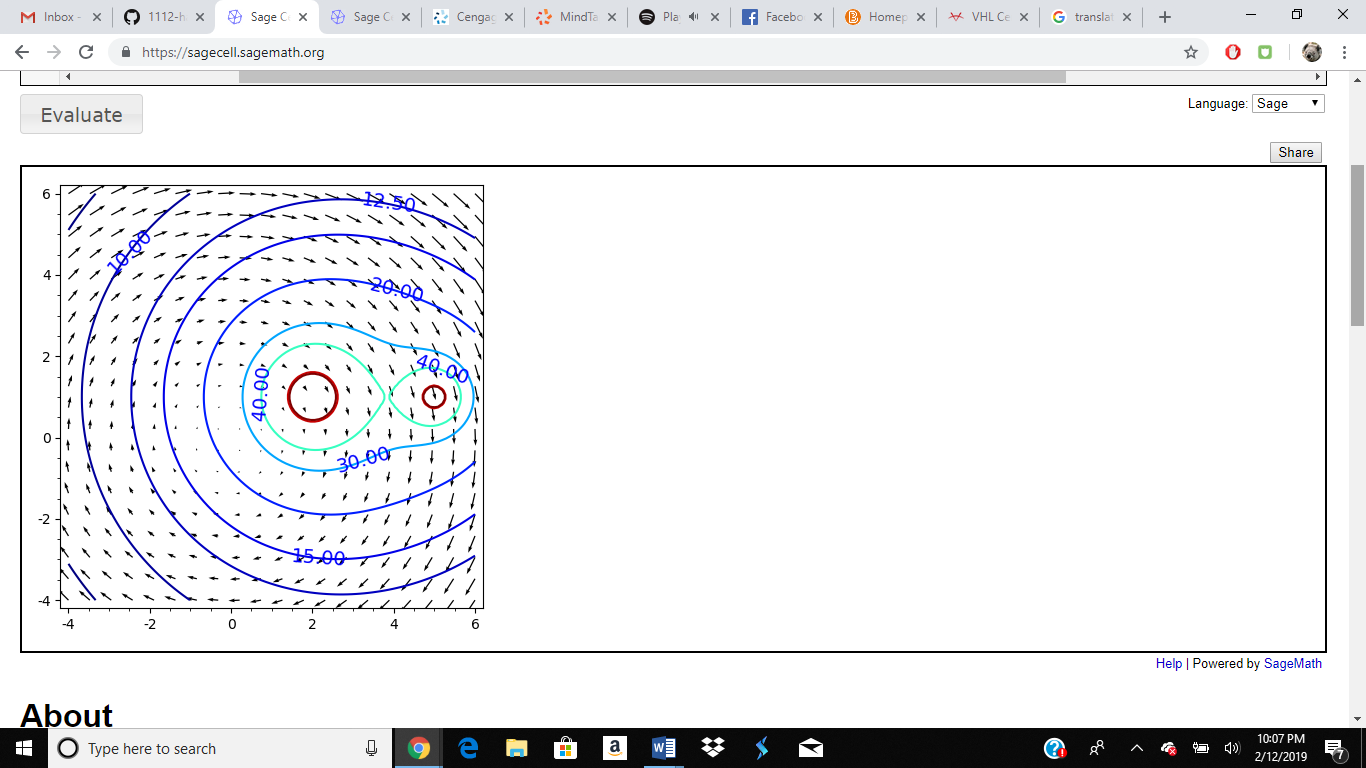 Inbox - 1112-h Sage C Sage C Cengag MindTa Pla Facebo Homep VHL Ce translat
https://sagecell.sagemath.org
Evaluate
Language: Sage
Share
6
4
2
0
-2
-4
12.50
10.00
20.00
40.00
40.00
30.00
15.00
-4 -2 0 2 4 6
Help | Powered by SageMath
About
Type here to search
10:07 PM
2/12/2019
7